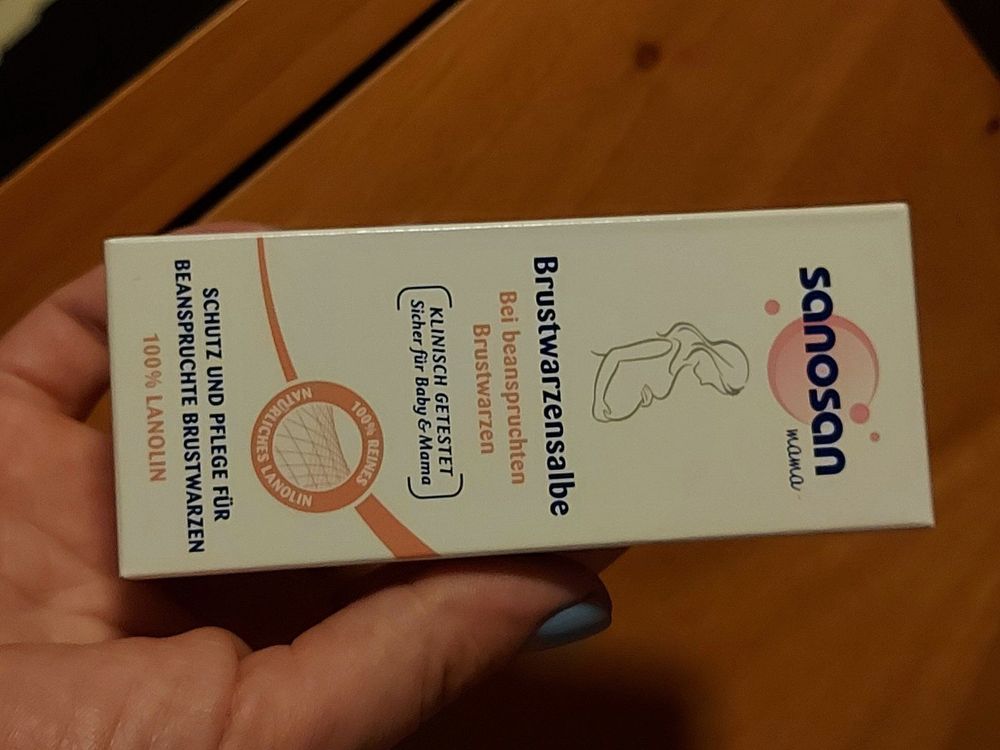 sanosan
mama
Brustwarzensalbe
Bei beanspruchten
Brustwarzen
KLINISCH GETESTET
Sicher für Baby & Mama
100% REINES
NATÜRLICHES LANOLIN
SCHUTZ UND PFLEGE FÜR
BEANSPRUCHTE BRUSTWARZEN
100% LANOLIN